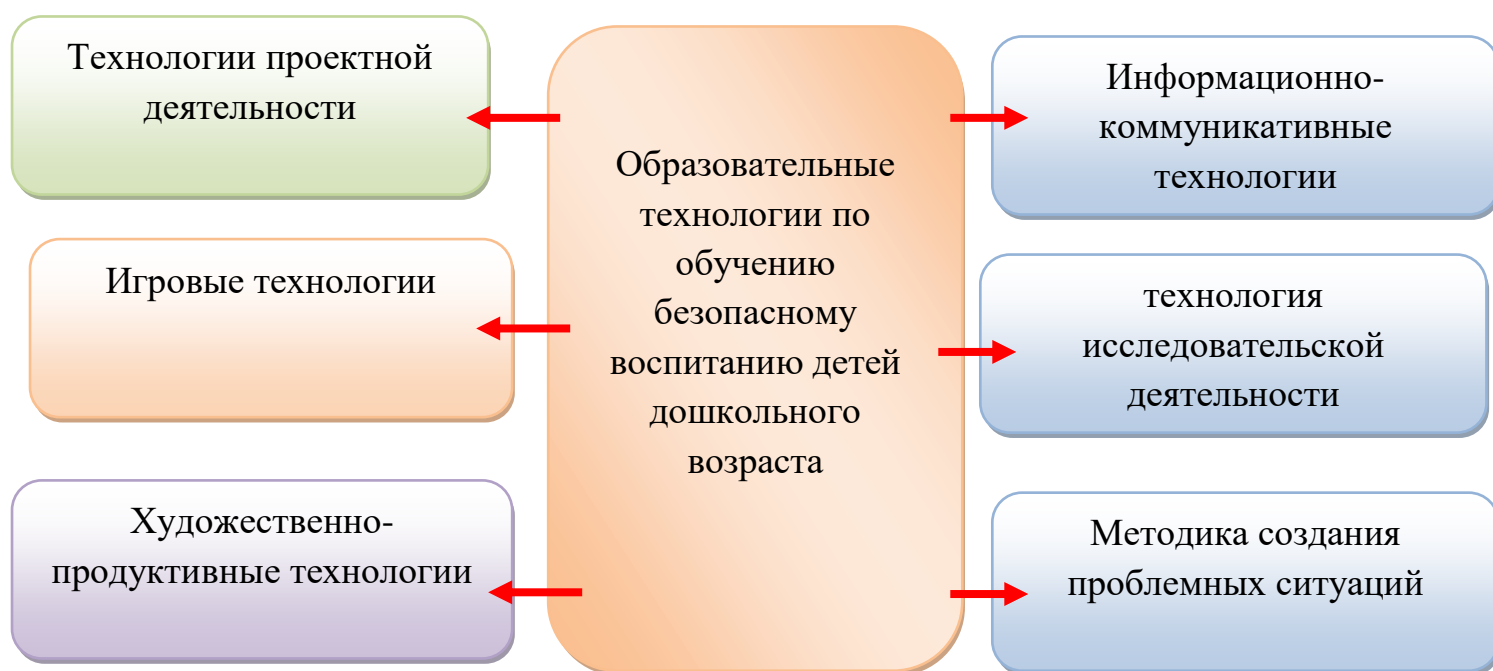 Технологии проектной
деятельности
Игровые технологии
Художественно-
продуктивные технологии
Образовательные
технологии по
обучению
безопасному
воспитанию детей
дошкольного
возраста
Информационно-
коммуникативные
технологии
технология
исследовательской
деятельности
Методика создания
проблемных ситуаций